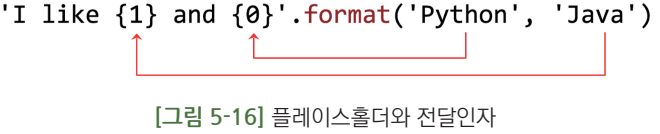 'I like {1} and {0}'.format('Python', 'Java')
[그림 5-16] 플레이스홀더와 전달인자